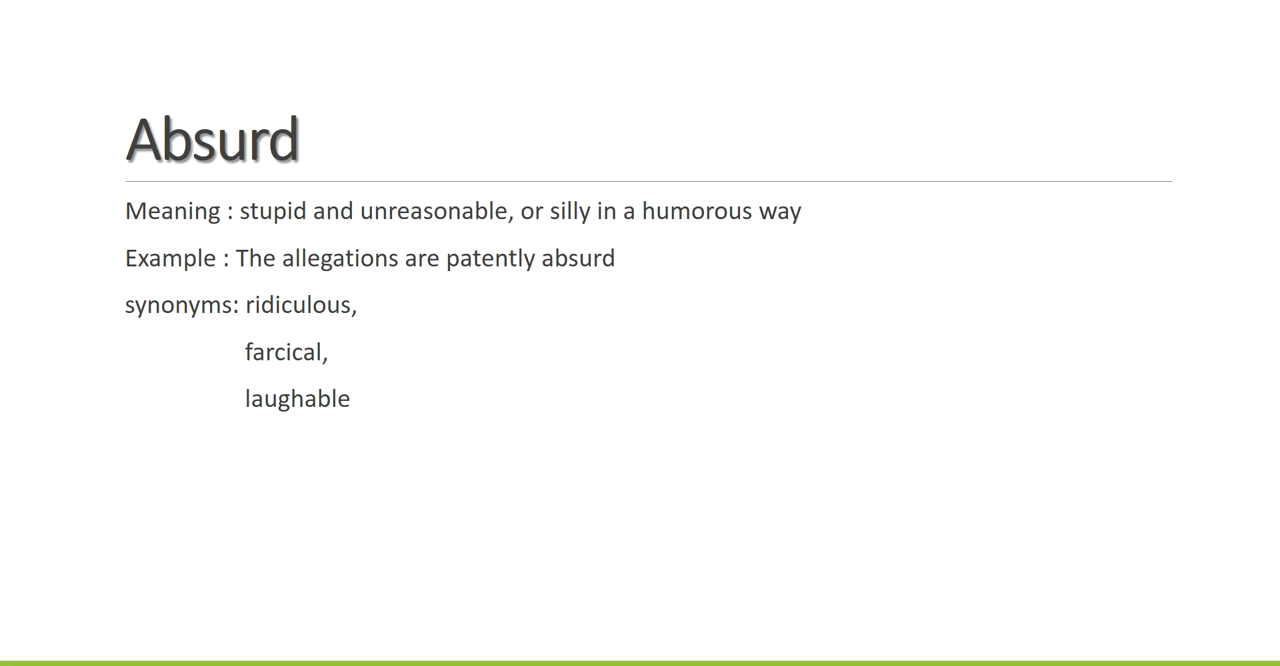 Absurd
Meaning : stupid and unreasonable, or silly in a humorous way
Example : The allegations are patently absurd
synonyms: ridiculous,
farcical,
laughable